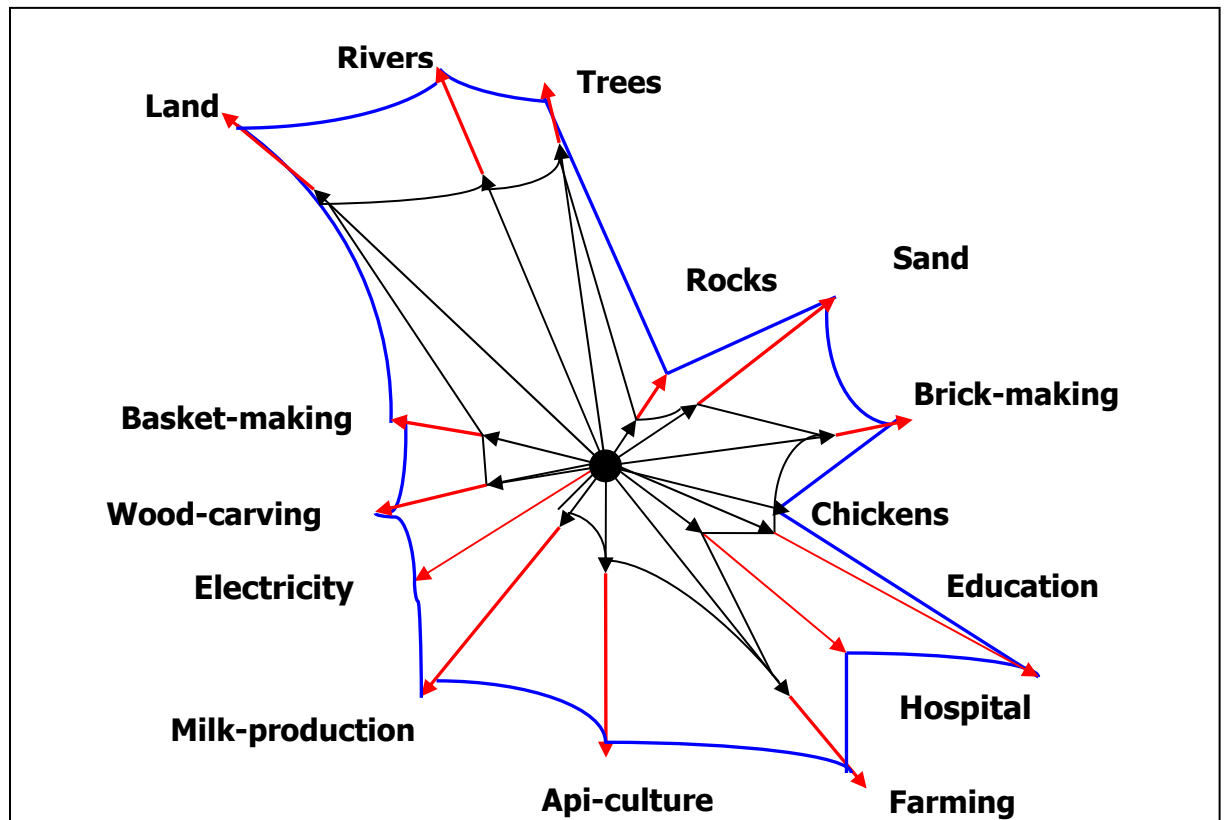 Rivers
Trees
Land
Sand
Rocks
Brick-making
Basket-making
Wood-carving
Chickens
Electricity
Education
Hospital
Milk-production
Api-culture
Farming